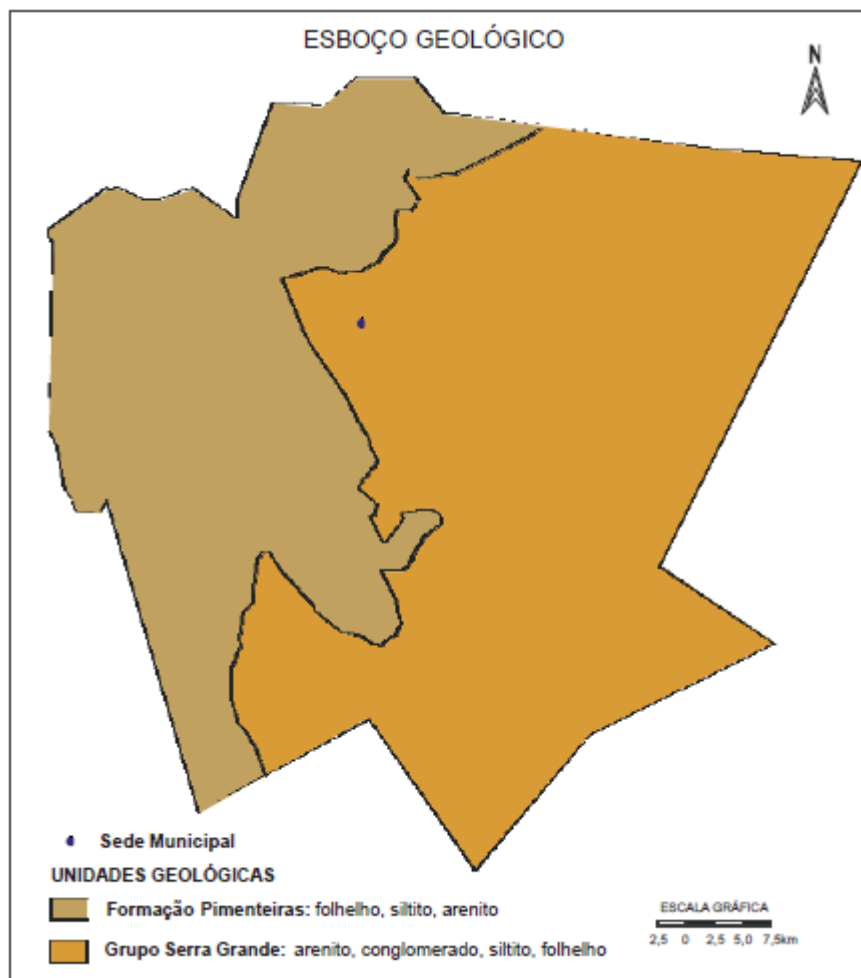 ESBOÇO GEOLÓGICO
N
Sede Municipal
UNIDADES GEOLÓGICAS
Formação Pimenteiras: folhelho, siltito, arenito
Grupo Serra Grande: arenito, conglomerado, siltito, folhelho
ESCALA GRÁFICA
2,5 0 2,5 5,0 7,5km